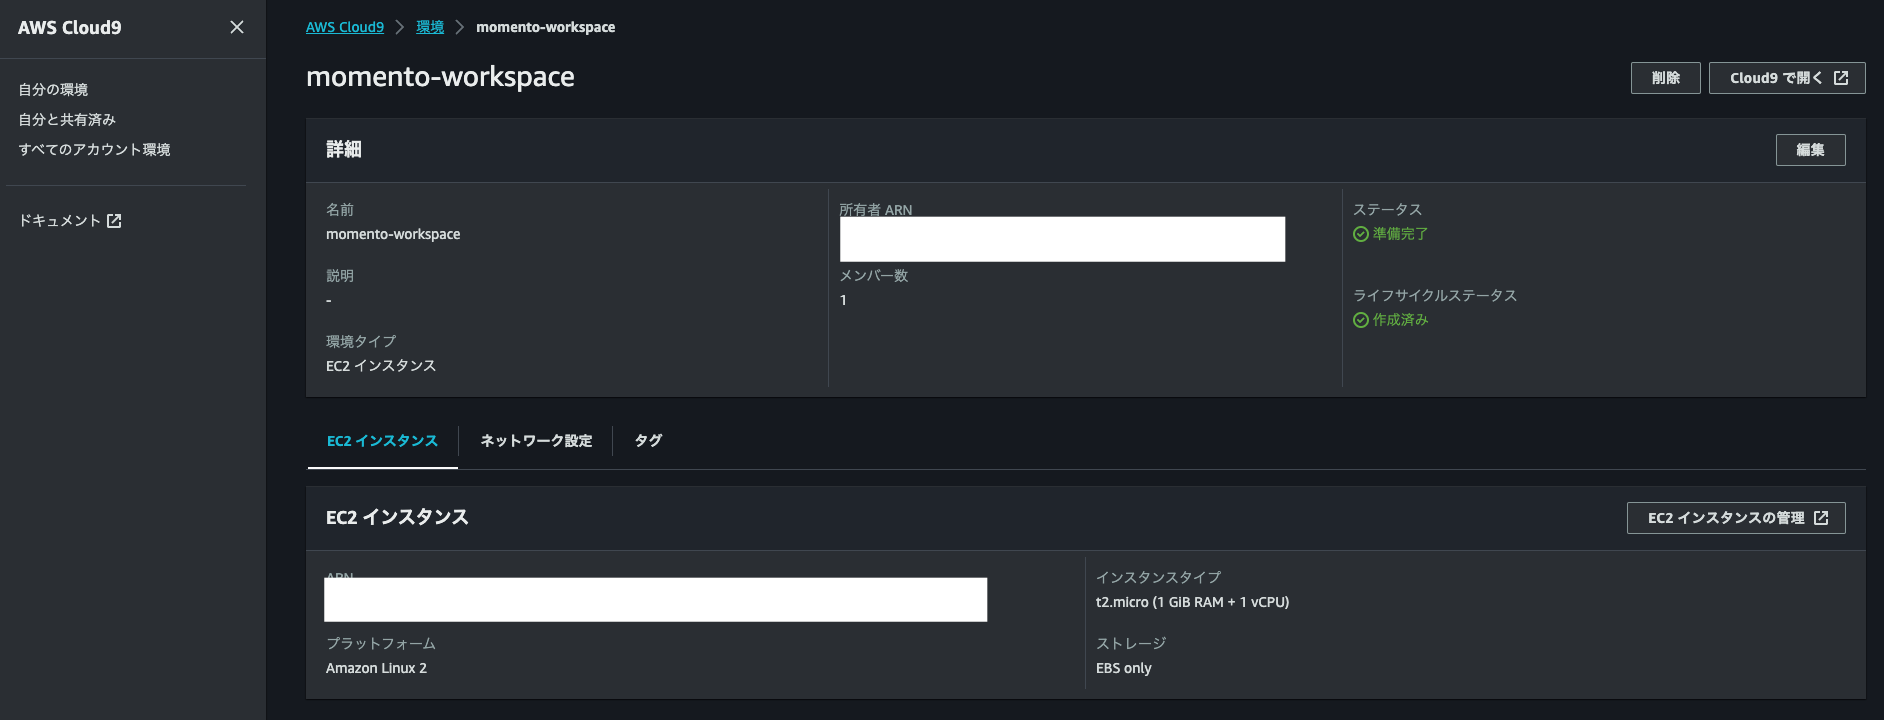 AWS Cloud9
自分の環境
自分と共有済み
すべてのアカウント環境
ドキュメント
AWS Cloud9 環境 momento-workspace
momento-workspace
削除
Cloud9 で開く
詳細
編集
名前
momento-workspace
説明
-
環境タイプ
EC2 インスタンス
所有者 ARN
メンバー数
1
ステータス
準備完了
ライフサイクルステータス
作成済み
EC2 インスタンス
ネットワーク設定
タグ
EC2 インスタンス
EC2 インスタンスの管理
ARN
プラットフォーム
Amazon Linux 2
インスタンスタイプ
t2.micro (1 GiB RAM + 1 vCPU)
ストレージ
EBS only